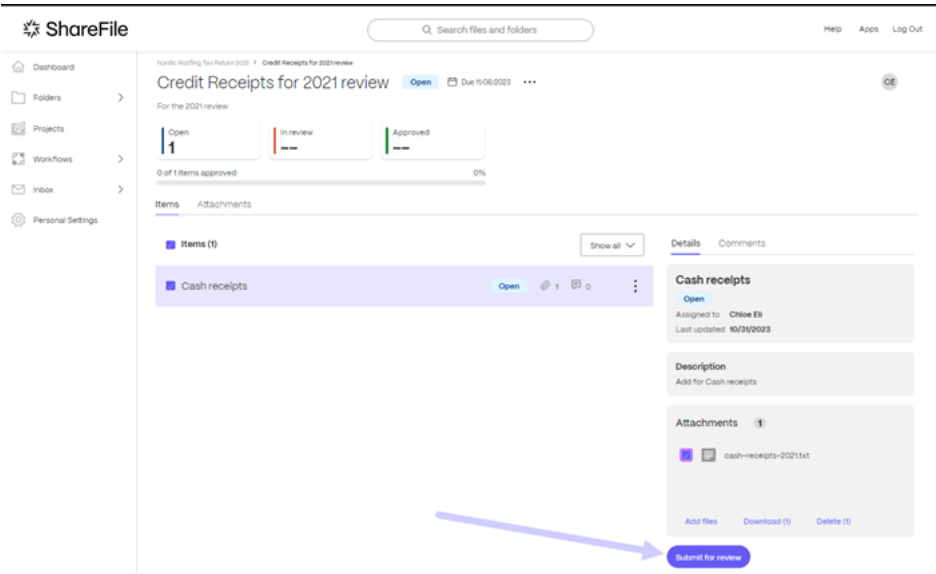 ShareFile
Search files and folders
Help Apps Log Out
Dashboard
Folders
Projects
Workflows
Inbox
Personal Settings
Nordic Roofing Tax Return 2021 > Credit Receipts for 2021 review
Credit Receipts for 2021 review Open Due 11/08/2023 ...
CE
For the 2021 review
Open
1
In review
--
Approved
--
0 of 1 items approved 0%
Items Attachments
Items (1) Show all
Cash receipts Open 1 0
Details Comments
Cash receipts
Open
Assigned to Chloe Eli
Last updated 10/31/2023
Description
Add for Cash receipts
Attachments 1
cash-receipts-2021.txt
Add files Download (1) Delete (1)
Submit for review